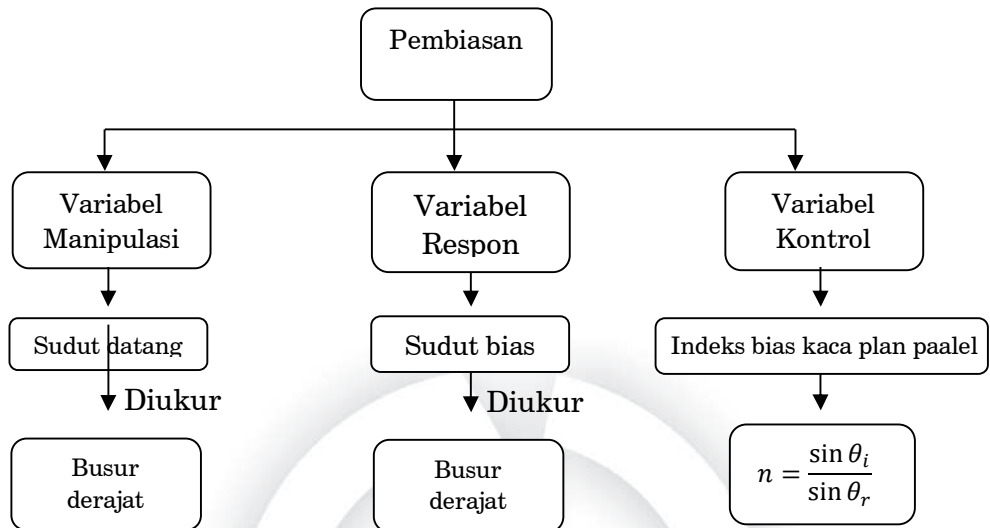 Pembiasan
Variabel
Manipulasi
Variabel
Respon
Variabel
Kontrol
Sudut datang
Sudut bias
Indeks bias kaca plan paalel
Diukur
Diukur
Busur
derajat
Busur
derajat
n = sin θᵢ / sin θᵣ